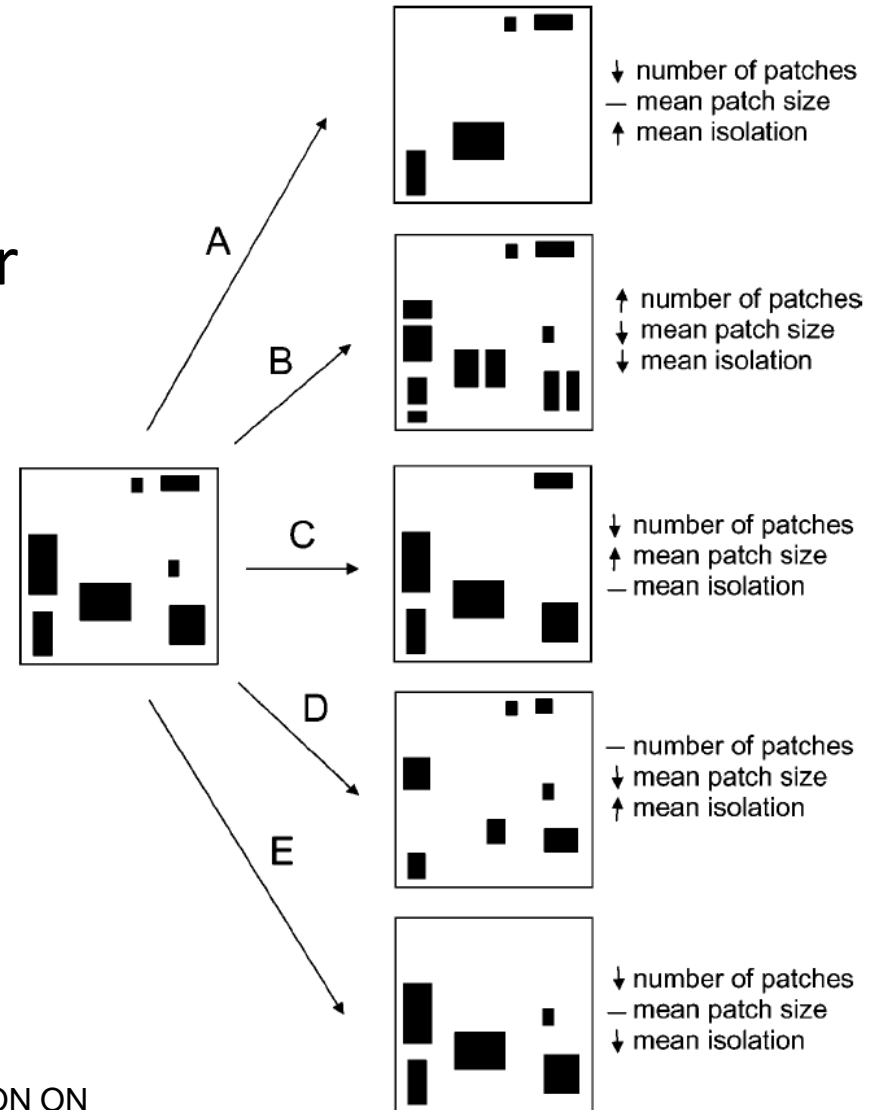 ↓ number of patches
— mean patch size
↑ mean isolation
A
r
↑ number of patches
↓ mean patch size
↓ mean isolation
B
↓ number of patches
↑ mean patch size
— mean isolation
C
D
— number of patches
↓ mean patch size
↑ mean isolation
E
↓ number of patches
— mean patch size
↓ mean isolation
ON ON